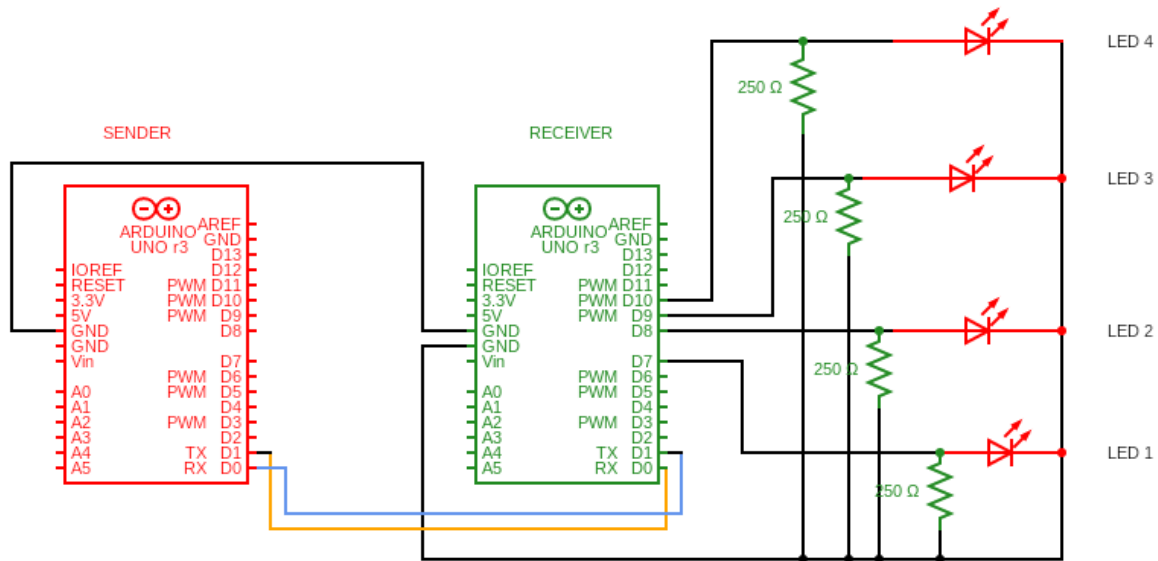 LED 4
250 Ω
SENDER
RECEIVER
LED 3
250 Ω
ARDUINO
UNO r3
AREF
GND
D13
IOREF
D12
RESET
PWM D11
3.3V
PWM D10
5V
PWM D9
GND
D8
GND
Vin
D7
PWM D6
A0
PWM D5
A1
D4
A2
PWM D3
A3
D2
A4
TX D1
A5
RX D0
ARDUINO
UNO r3
AREF
GND
D13
IOREF
D12
RESET
PWM D11
3.3V
PWM D10
5V
PWM D9
GND
D8
GND
Vin
D7
PWM D6
A0
PWM D5
A1
D4
A2
PWM D3
A3
D2
A4
TX D1
A5
RX D0
LED 2
250 Ω
LED 1
250 Ω